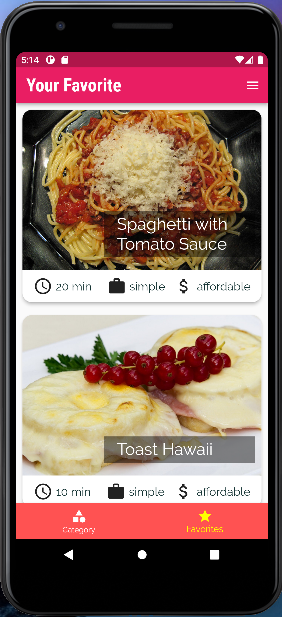 5:14
Your Favorite
Spaghetti with
Tomato Sauce
20 min simple affordable
Toast Hawaii
10 min simple affordable
Category Favorites